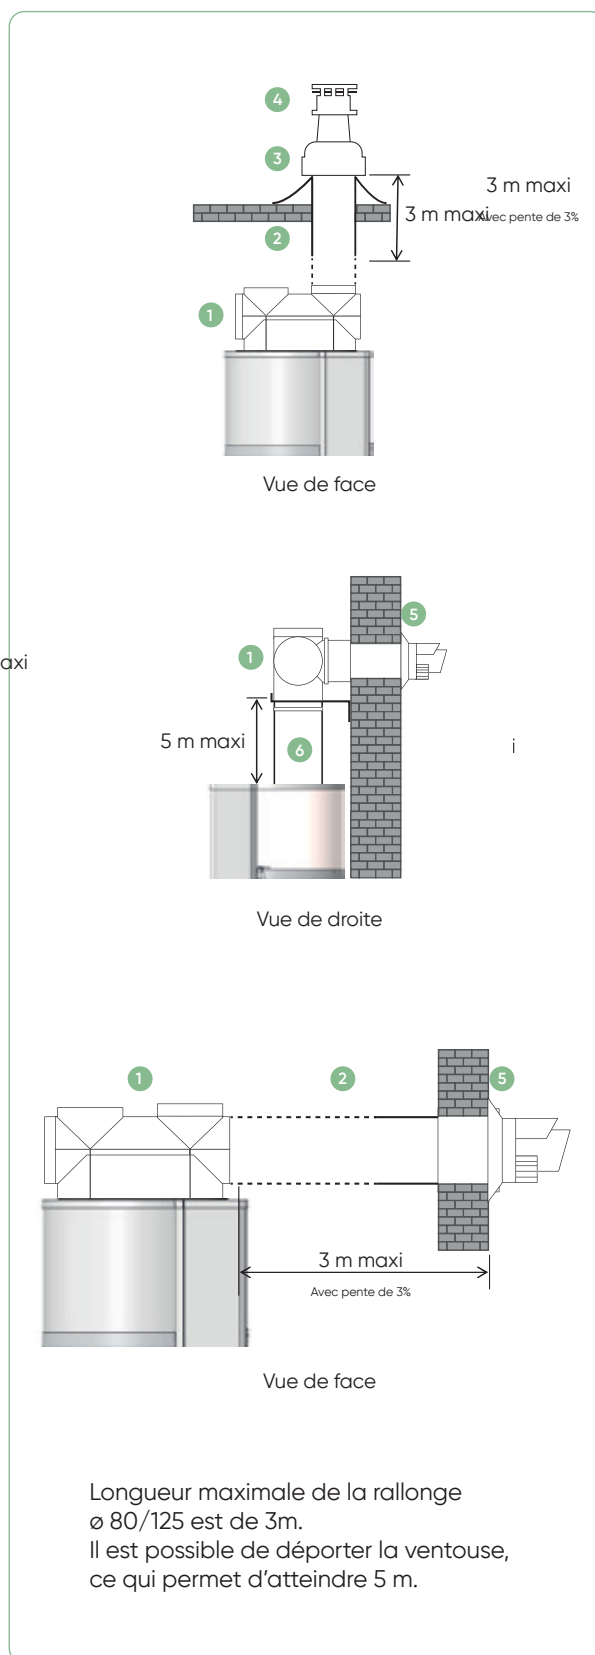 4
3
3 m maxi
3 m maxi
Avec pente de 3%
2
1
Vue de face
5
1
axi
5 m maxi
6
i
Vue de droite
1
2
5
3 m maxi
Avec pente de 3%
Vue de face
Longueur maximale de la rallonge
ø 80/125 est de 3m.
Il est possible de déporter la ventouse,
ce qui permet d’atteindre 5 m.